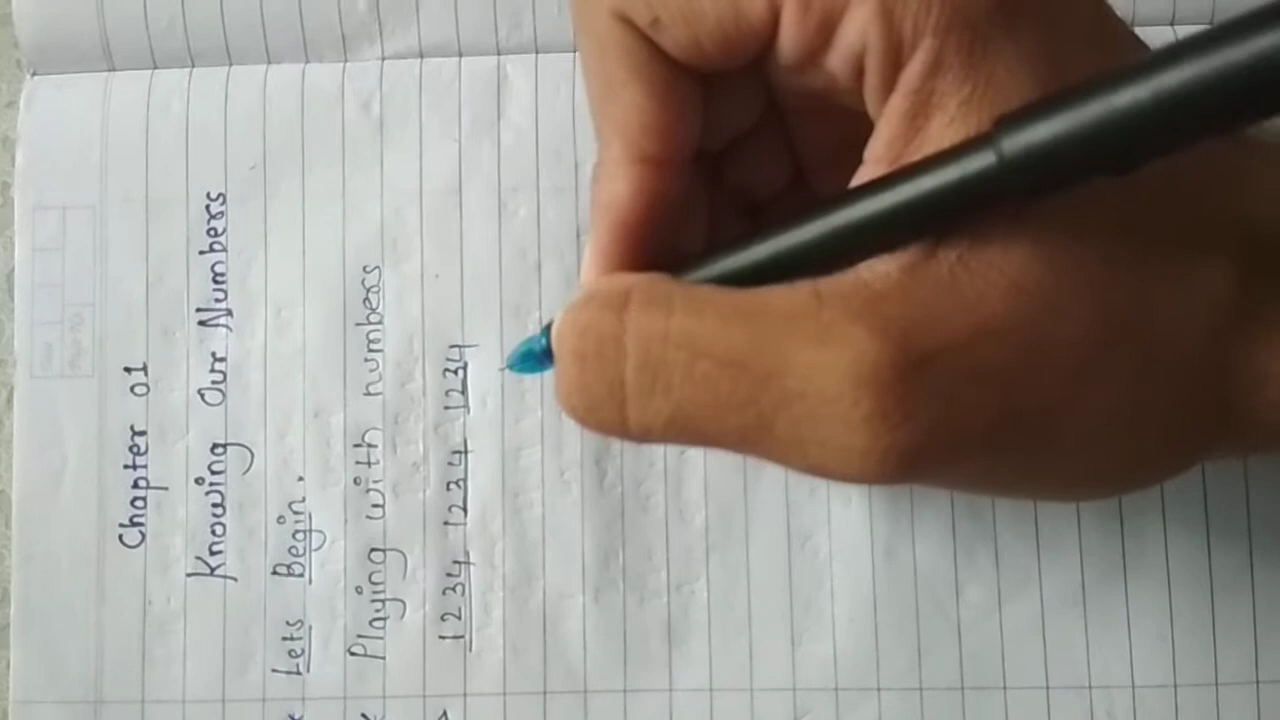 Chapter 01
Knowing Our Numbers
Lets Begin.
Playing with numbers
1234 1234 1234